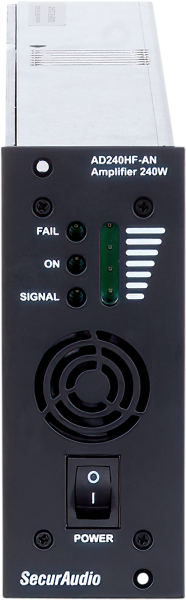 AD240HF-AN
Amplifier 240W
FAIL
ON
SIGNAL
O
I
POWER
SecurAudio